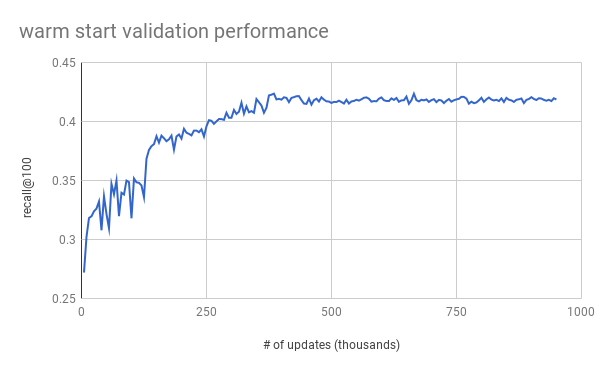 warm start validation performance
0.45
0.4
0.35
0.3
0.25
recall@100
0 250 500 750 1000
# of updates (thousands)